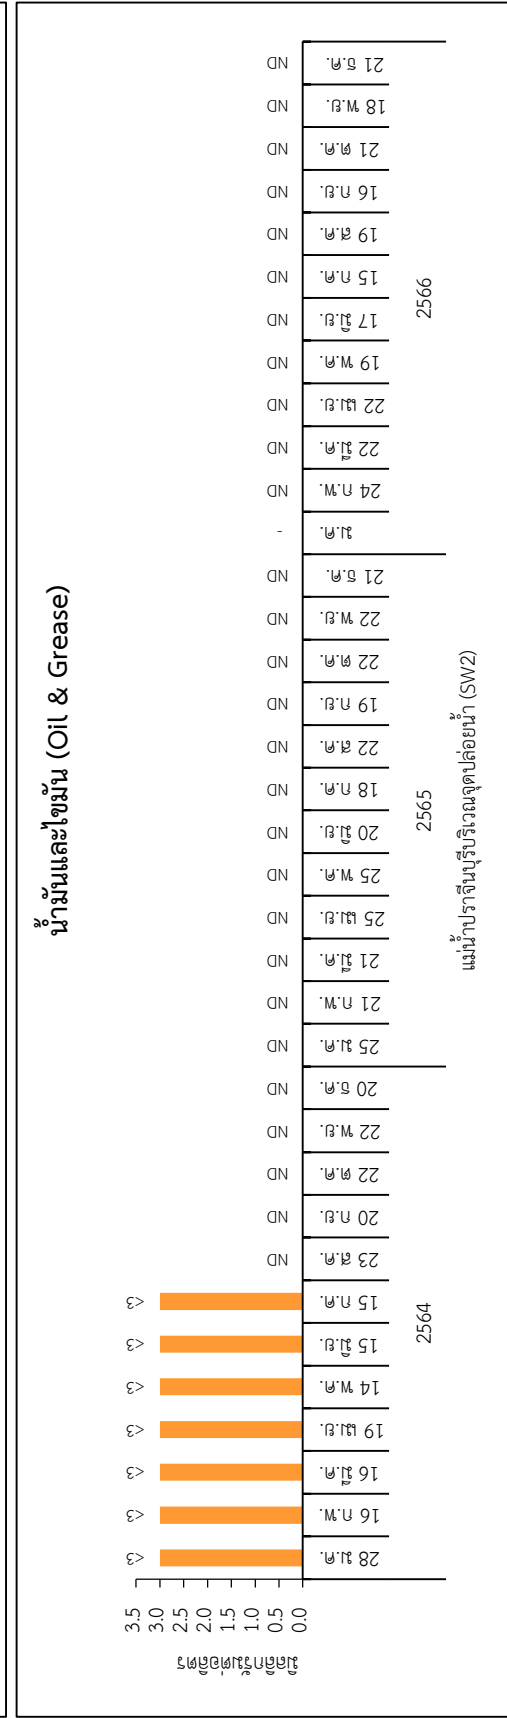 น้ำมันและไขมัน (Oil & Grease)
มิลลิกรัมต่อลิตร
3.5
3.0
2.5
2.0
1.5
1.0
0.5
0.0
<3 <3 <3 <3 <3 <3 <3 ND ND ND ND ND ND ND ND ND ND ND ND ND ND ND ND ND - ND ND ND ND ND ND ND ND ND ND ND
28 ม.ค. 16 ก.พ. 16 มี.ค. 19 เม.ย. 14 พ.ค. 15 มิ.ย. 15 ก.ค. 23 ส.ค. 20 ก.ย. 22 ต.ค. 22 พ.ย. 20 ธ.ค. 25 ม.ค. 21 ก.พ. 21 มี.ค. 25 เม.ย. 25 พ.ค. 20 มิ.ย. 18 ก.ค. 22 ส.ค. 19 ก.ย. 22 ต.ค. 22 พ.ย. 21 ธ.ค. ม.ค. 24 ก.พ. 22 มี.ค. 22 เม.ย. 19 พ.ค. 17 มิ.ย. 15 ก.ค. 19 ส.ค. 16 ก.ย. 21 ต.ค. 18 พ.ย. 21 ธ.ค.
2564 2565 2566
แม่น้ำปราจีนบุรีบริเวณจุดปล่อยน้ำ (SW2)